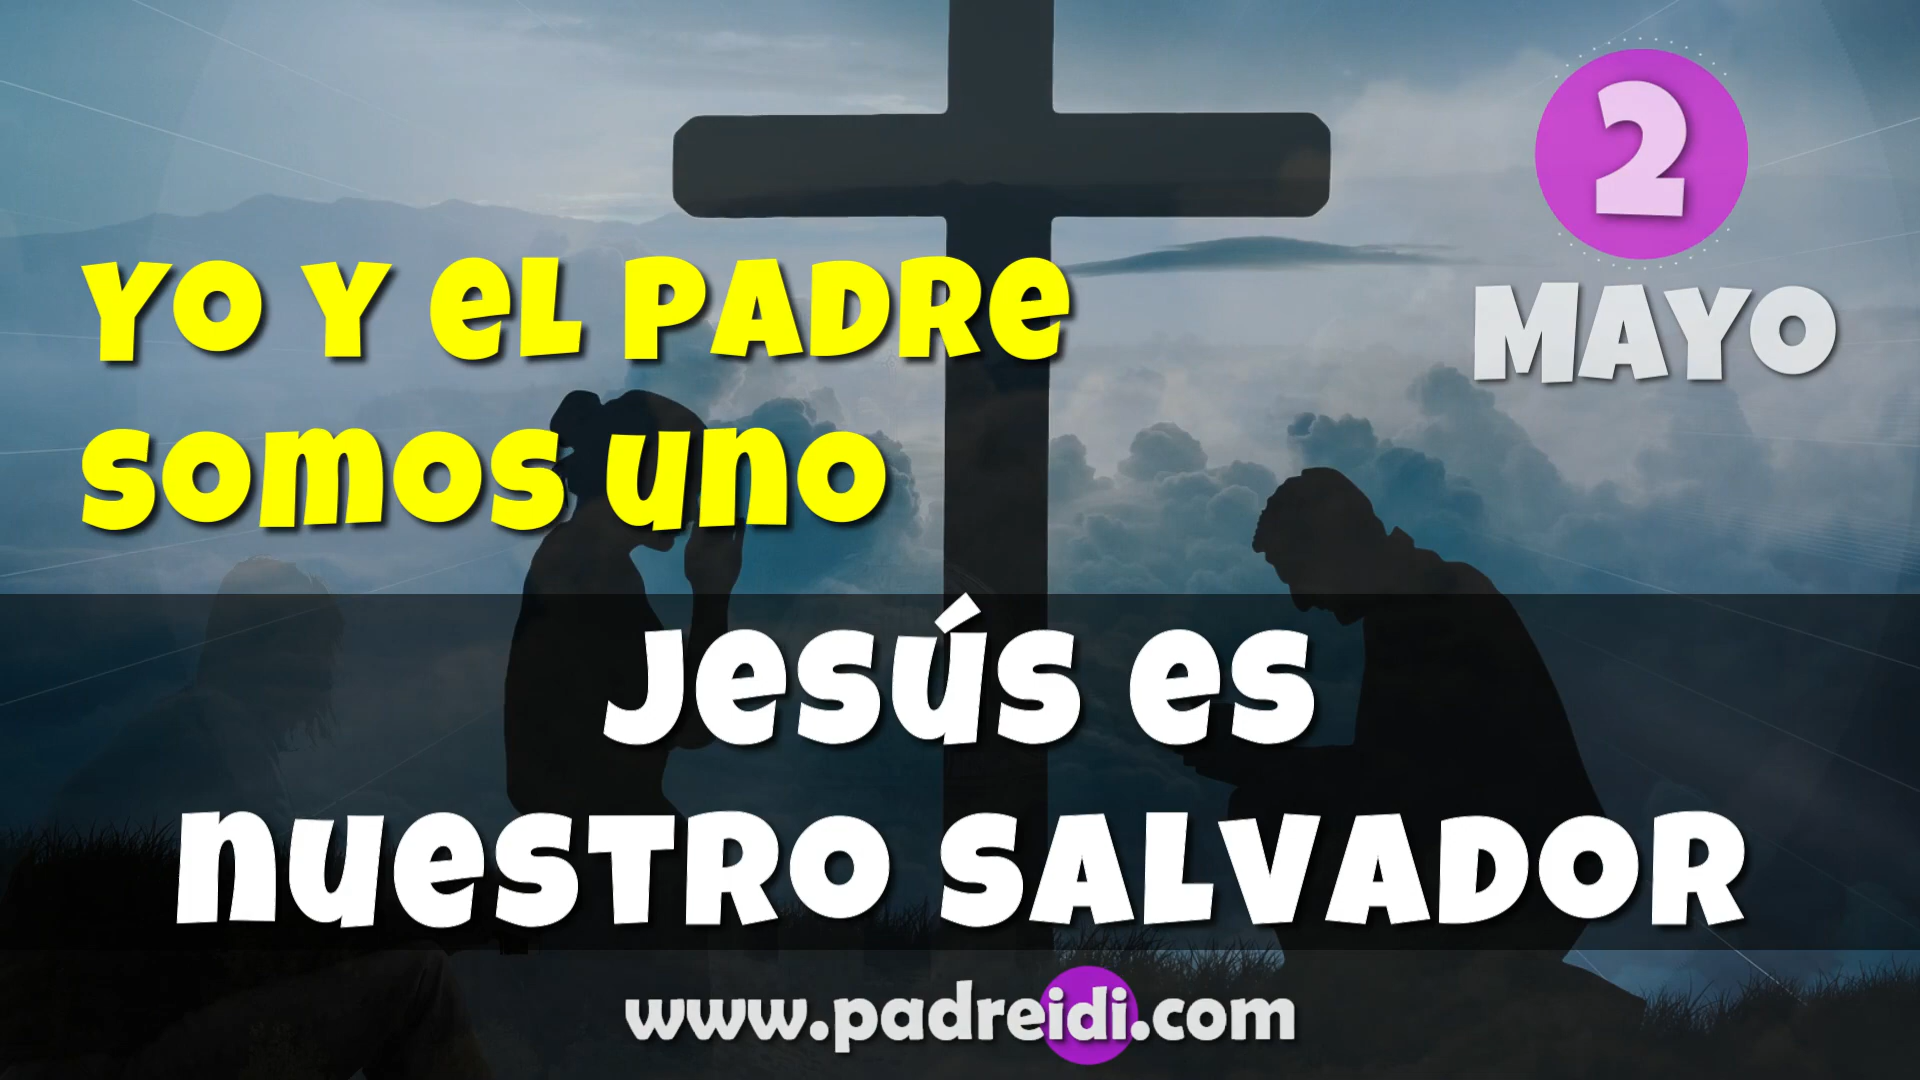 YO Y EL PADRE
SOMOS UNO
2
MAYO
JESÚS ES
NUESTRO SALVADOR
www.padreidi.com